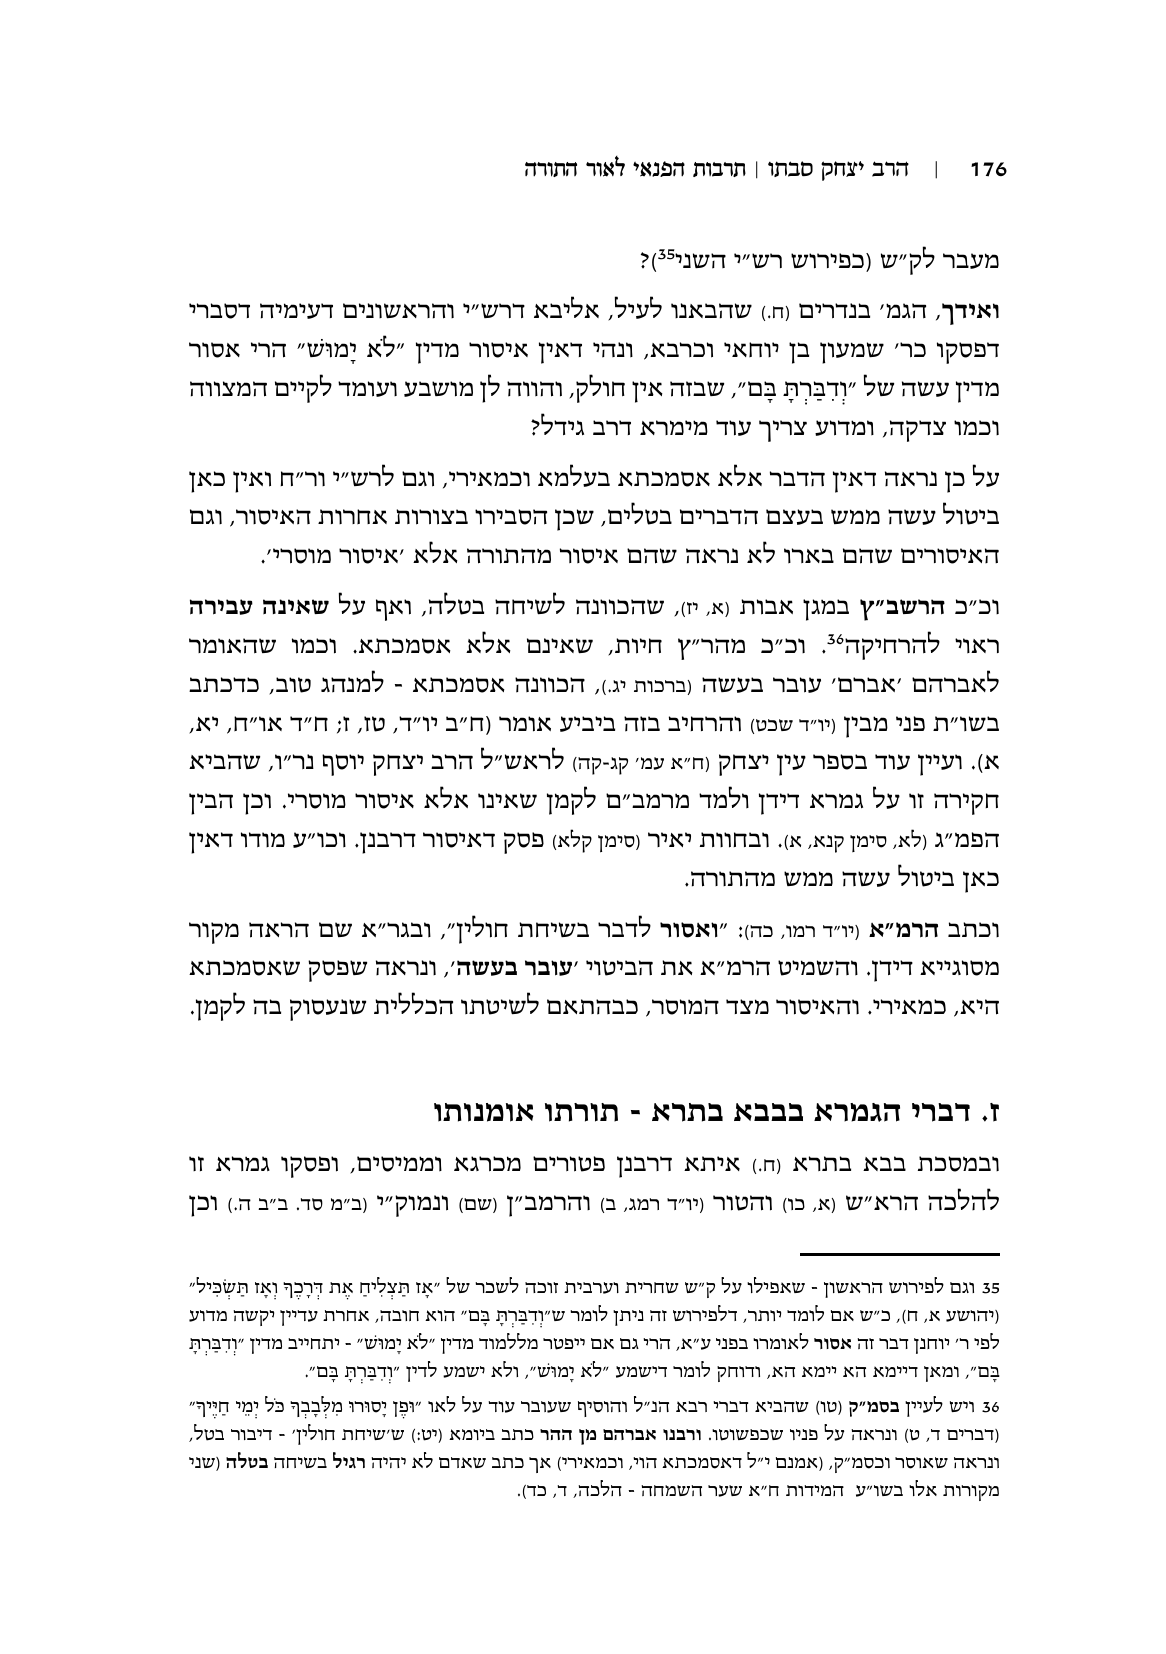 176 | הרב יצחק סבתו | תרבות הפנאי לאור התורה
מעבר לק״ש (כפירוש רש״י השני35)?
ואידך, הגמ׳ בנדרים (ח.) שהבאנו לעיל, אליבא דרש״י והראשונים דעימיה דסברי
דפסקו כר׳ שמעון בן יוחאי וכרבא, ונהי דאין איסור מדין ״לֹא יָמוּשׁ״ הרי אסור
מדין עשה של ״וְדִבַּרְתָּ בָּם״, שבזה אין חולק, והווה לן מושבע ועומד לקיים המצווה
וכמו צדקה, ומדוע צריך עוד מימרא דרב גידל?
על כן נראה דאין הדבר אלא אסמכתא בעלמא וכמאירי, וגם לרש״י ור״ח ואין כאן
ביטול עשה ממש בעצם הדברים בטלים, שכן הסבירו בצורות אחרות האיסור, וגם
האיסורים שהם בארו לא נראה שהם איסור מהתורה אלא ׳איסור מוסרי׳.
וכ״כ הרשב״ץ במגן אבות (א, יז), שהכוונה לשיחה בטלה, ואף על שאינה עבירה
ראוי להרחיקה36. וכ״כ מהר״ץ חיות, שאינם אלא אסמכתא. וכמו שהאומר
לאברהם ׳אברם׳ עובר בעשה (ברכות יג.), הכוונה אסמכתא - למנהג טוב, כדכתב
בשו״ת פני מבין (יו״ד שכט) והרחיב בזה ביביע אומר (ח״ב יו״ד, טז, ז; ח״ד או״ח, יא,
א). ועיין עוד בספר עין יצחק (ח״א עמ׳ קג-קה) לראש״ל הרב יצחק יוסף נר״ו, שהביא
חקירה זו על גמרא דידן ולמד מרמב״ם לקמן שאינו אלא איסור מוסרי. וכן הבין
הפמ״ג (לא, סימן קנא, א). ובחוות יאיר (סימן קלא) פסק דאיסור דרבנן. וכו״ע מודו דאין
כאן ביטול עשה ממש מהתורה.
וכתב הרמ״א (יו״ד רמו, כה): ״ואסור לדבר בשיחת חולין״, ובגר״א שם הראה מקור
מסוגייא דידן. והשמיט הרמ״א את הביטוי ׳עובר בעשה׳, ונראה שפסק שאסמכתא
היא, כמאירי. והאיסור מצד המוסר, כבהתאם לשיטתו הכללית שנעסוק בה לקמן.
ז. דברי הגמרא בבבא בתרא - תורתו אומנותו
ובמסכת בבא בתרא (ח.) איתא דרבנן פטורים מכרגא וממיסים, ופסקו גמרא זו
להלכה הרא״ש (א, כו) והטור (יו״ד רמג, ב) והרמב״ן (שם) ונמוק״י (ב״מ סד. ב״ב ה.) וכן
35 וגם לפירוש הראשון - שאפילו על ק״ש שחרית וערבית זוכה לשכר של ״אָז תַּצְלִיחַ אֶת דְּרָכֶךָ וְאָז תַּשְׂכִּיל״
(יהושע א, ח), כ״ש אם לומד יותר, דלפירוש זה ניתן לומר ש״וְדִבַּרְתָּ בָּם״ הוא חובה, אחרת עדיין יקשה מדוע
לפי ר׳ יוחנן דבר זה אסור לאומרו בפני ע״א, הרי גם אם ייפטר מללמוד מדין ״לֹא יָמוּשׁ״ - יתחייב מדין ״וְדִבַּרְתָּ
בָּם״, ומאן דיימא הא יימא הא, ודוחק לומר דישמע ״לֹא יָמוּשׁ״, ולא ישמע לדין ״וְדִבַּרְתָּ בָּם״.
36 ויש לעיין בסמ״ק (טו) שהביא דברי רבא הנ״ל והוסיף שעובר עוד על לאו ״וּפֶן יָסוּרוּ מִלְּבָבְךָ כֹּל יְמֵי חַיֶּיךָ״
(דברים ד, ט) ונראה על פניו שכפשוטו. ורבנו אברהם מן ההר כתב ביומא (יט:) ש׳שיחת חולין׳ - דיבור בטל,
ונראה שאוסר וכסמ״ק, (אמנם י״ל דאסמכתא הוי, וכמאירי) אך כתב שאדם לא יהיה רגיל בשיחה בטלה (שני
מקורות אלו בשו״ע המידות ח״א שער השמחה - הלכה, ד, כד).